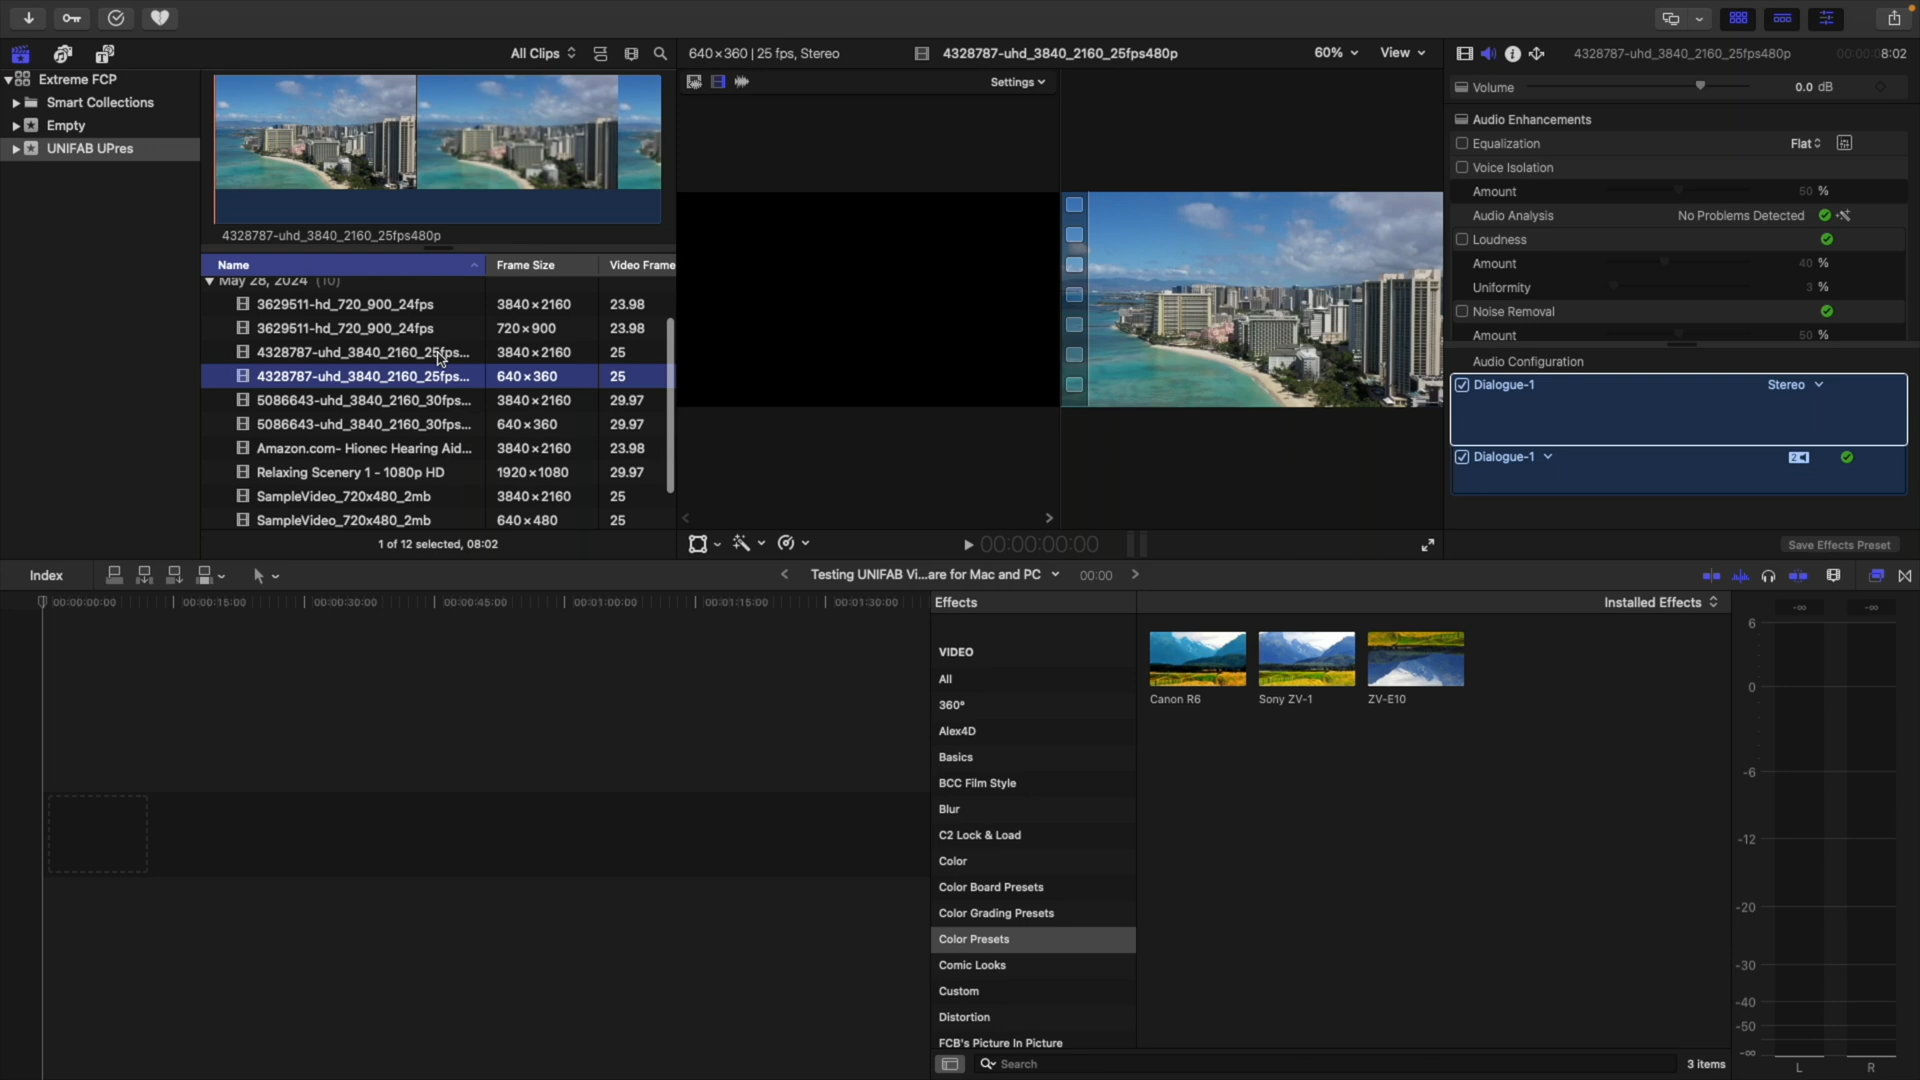 All Clips
640×360 | 25 fps, Stereo
4328787-uhd_3840_2160_25fps480p
60%
View
4328787-uhd_3840_2160_25fps480p
8:02
Extreme FCP
Smart Collections
Empty
UNIFAB UPres
4328787-uhd_3840_2160_25fps480p
Name
Frame Size
Video Frame
May 28, 2024 (10)
3629511-hd_720_900_24fps 3840×2160 23.98
3629511-hd_720_900_24fps 720×900 23.98
4328787-uhd_3840_2160_25fps... 3840×2160 25
4328787-uhd_3840_2160_25fps... 640×360 25
5086643-uhd_3840_2160_30fps... 3840×2160 29.97
5086643-uhd_3840_2160_30fps... 640×360 29.97
Amazon.com- Hionec Hearing Aid... 3840×2160 23.98
Relaxing Scenery 1 - 1080p HD 1920×1080 29.97
SampleVideo_720x480_2mb 3840×2160 25
SampleVideo_720x480_2mb 640×480 25
1 of 12 selected, 08:02
Settings
00:00:00:00
Volume 0.0 dB
Audio Enhancements
Equalization Flat
Voice Isolation
Amount 50 %
Audio Analysis No Problems Detected
Loudness
Amount 40 %
Uniformity 3 %
Noise Removal
Amount 50 %
Audio Configuration
Dialogue-1 Stereo
Dialogue-1 2
Save Effects Preset
Index
Testing UNIFAB Vi...are for Mac and PC
00:00
00:00:00:00 00:00:15:00 00:00:30:00 00:00:45:00 00:01:00:00 00:01:15:00 00:01:30:00
Effects
Installed Effects
VIDEO
All
360°
Alex4D
Basics
BCC Film Style
Blur
C2 Lock & Load
Color
Color Board Presets
Color Grading Presets
Color Presets
Comic Looks
Custom
Distortion
FCB's Picture In Picture
Canon R6
Sony ZV-1
ZV-E10
Search
3 items
-∞ -∞
6
0
-6
-12
-20
-30
-40
-50
-∞
L R